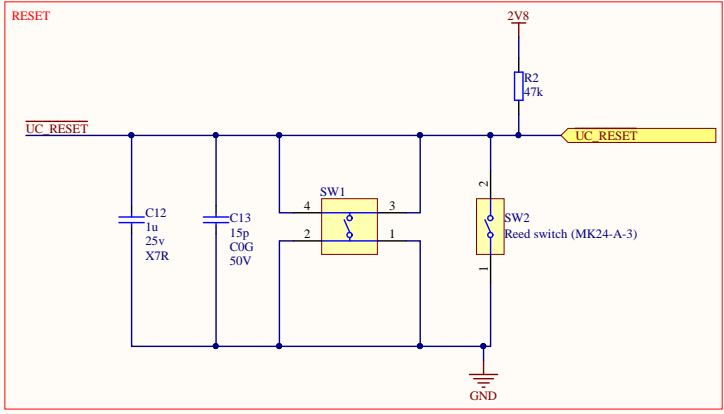 RESET
2V8
R2
47k
UC_RESET
UC_RESET
SW1
4
3
2
1
C12
1u
25v
X7R
C13
15p
C0G
50V
2
SW2
Reed switch (MK24-A-3)
1
GND